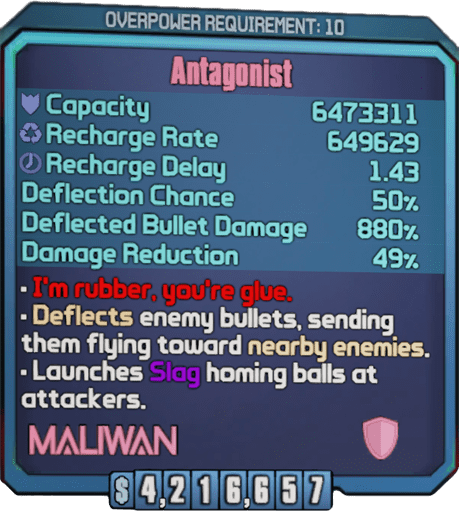 OVERPOWER REQUIREMENT: 10
Antagonist
Capacity 6473311
Recharge Rate 649629
Recharge Delay 1.43
Deflection Chance 50%
Deflected Bullet Damage 880%
Damage Reduction 49%
• I'm rubber, you're glue.
• Deflects enemy bullets, sending
them flying toward nearby enemies.
• Launches Slag homing balls at
attackers.
MALIWAN
$4,216,657